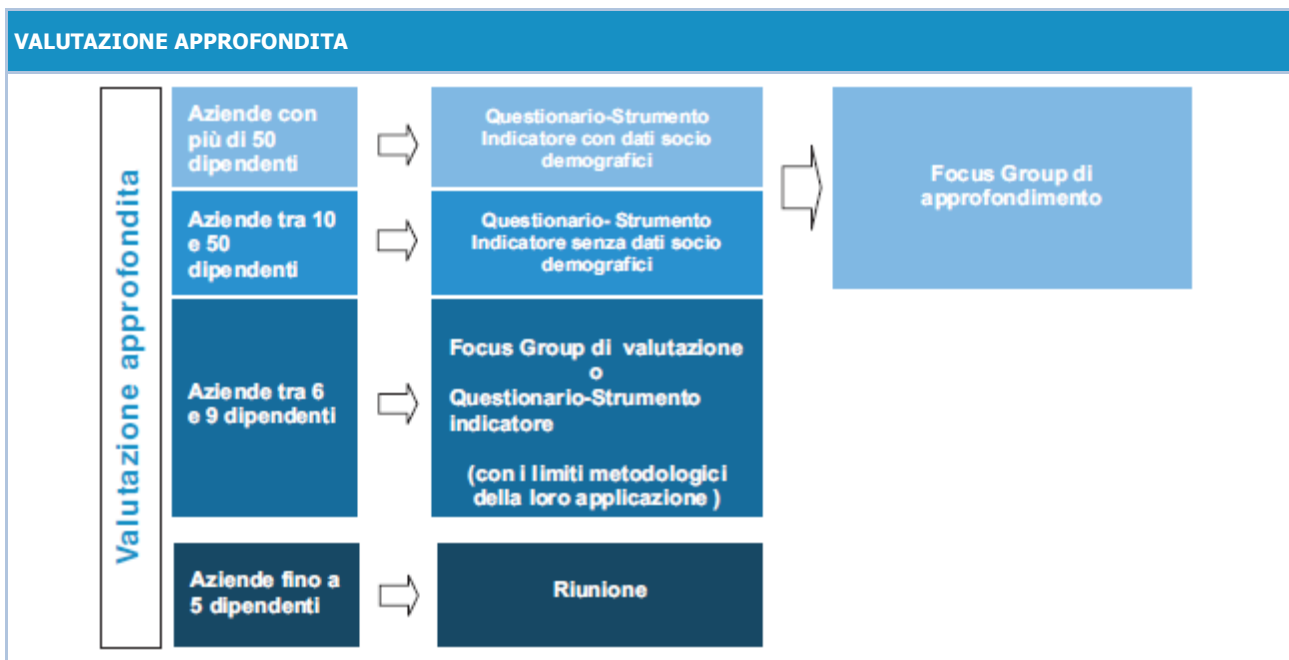 VALUTAZIONE APPROFONDITA
Valutazione approfondita
Aziende con
più di 50
dipendenti
Questionario-Strumento
Indicatore con dati socio
demografici
Focus Group di
approfondimento
Aziende tra 10
e 50
dipendenti
Questionario- Strumento
Indicatore senza dati socio
demografici
Aziende tra 6
e 9 dipendenti
Focus Group di valutazione
o
Questionario-Strumento
indicatore
(con i limiti metodologici
della loro applicazione )
Aziende fino a
5 dipendenti
Riunione